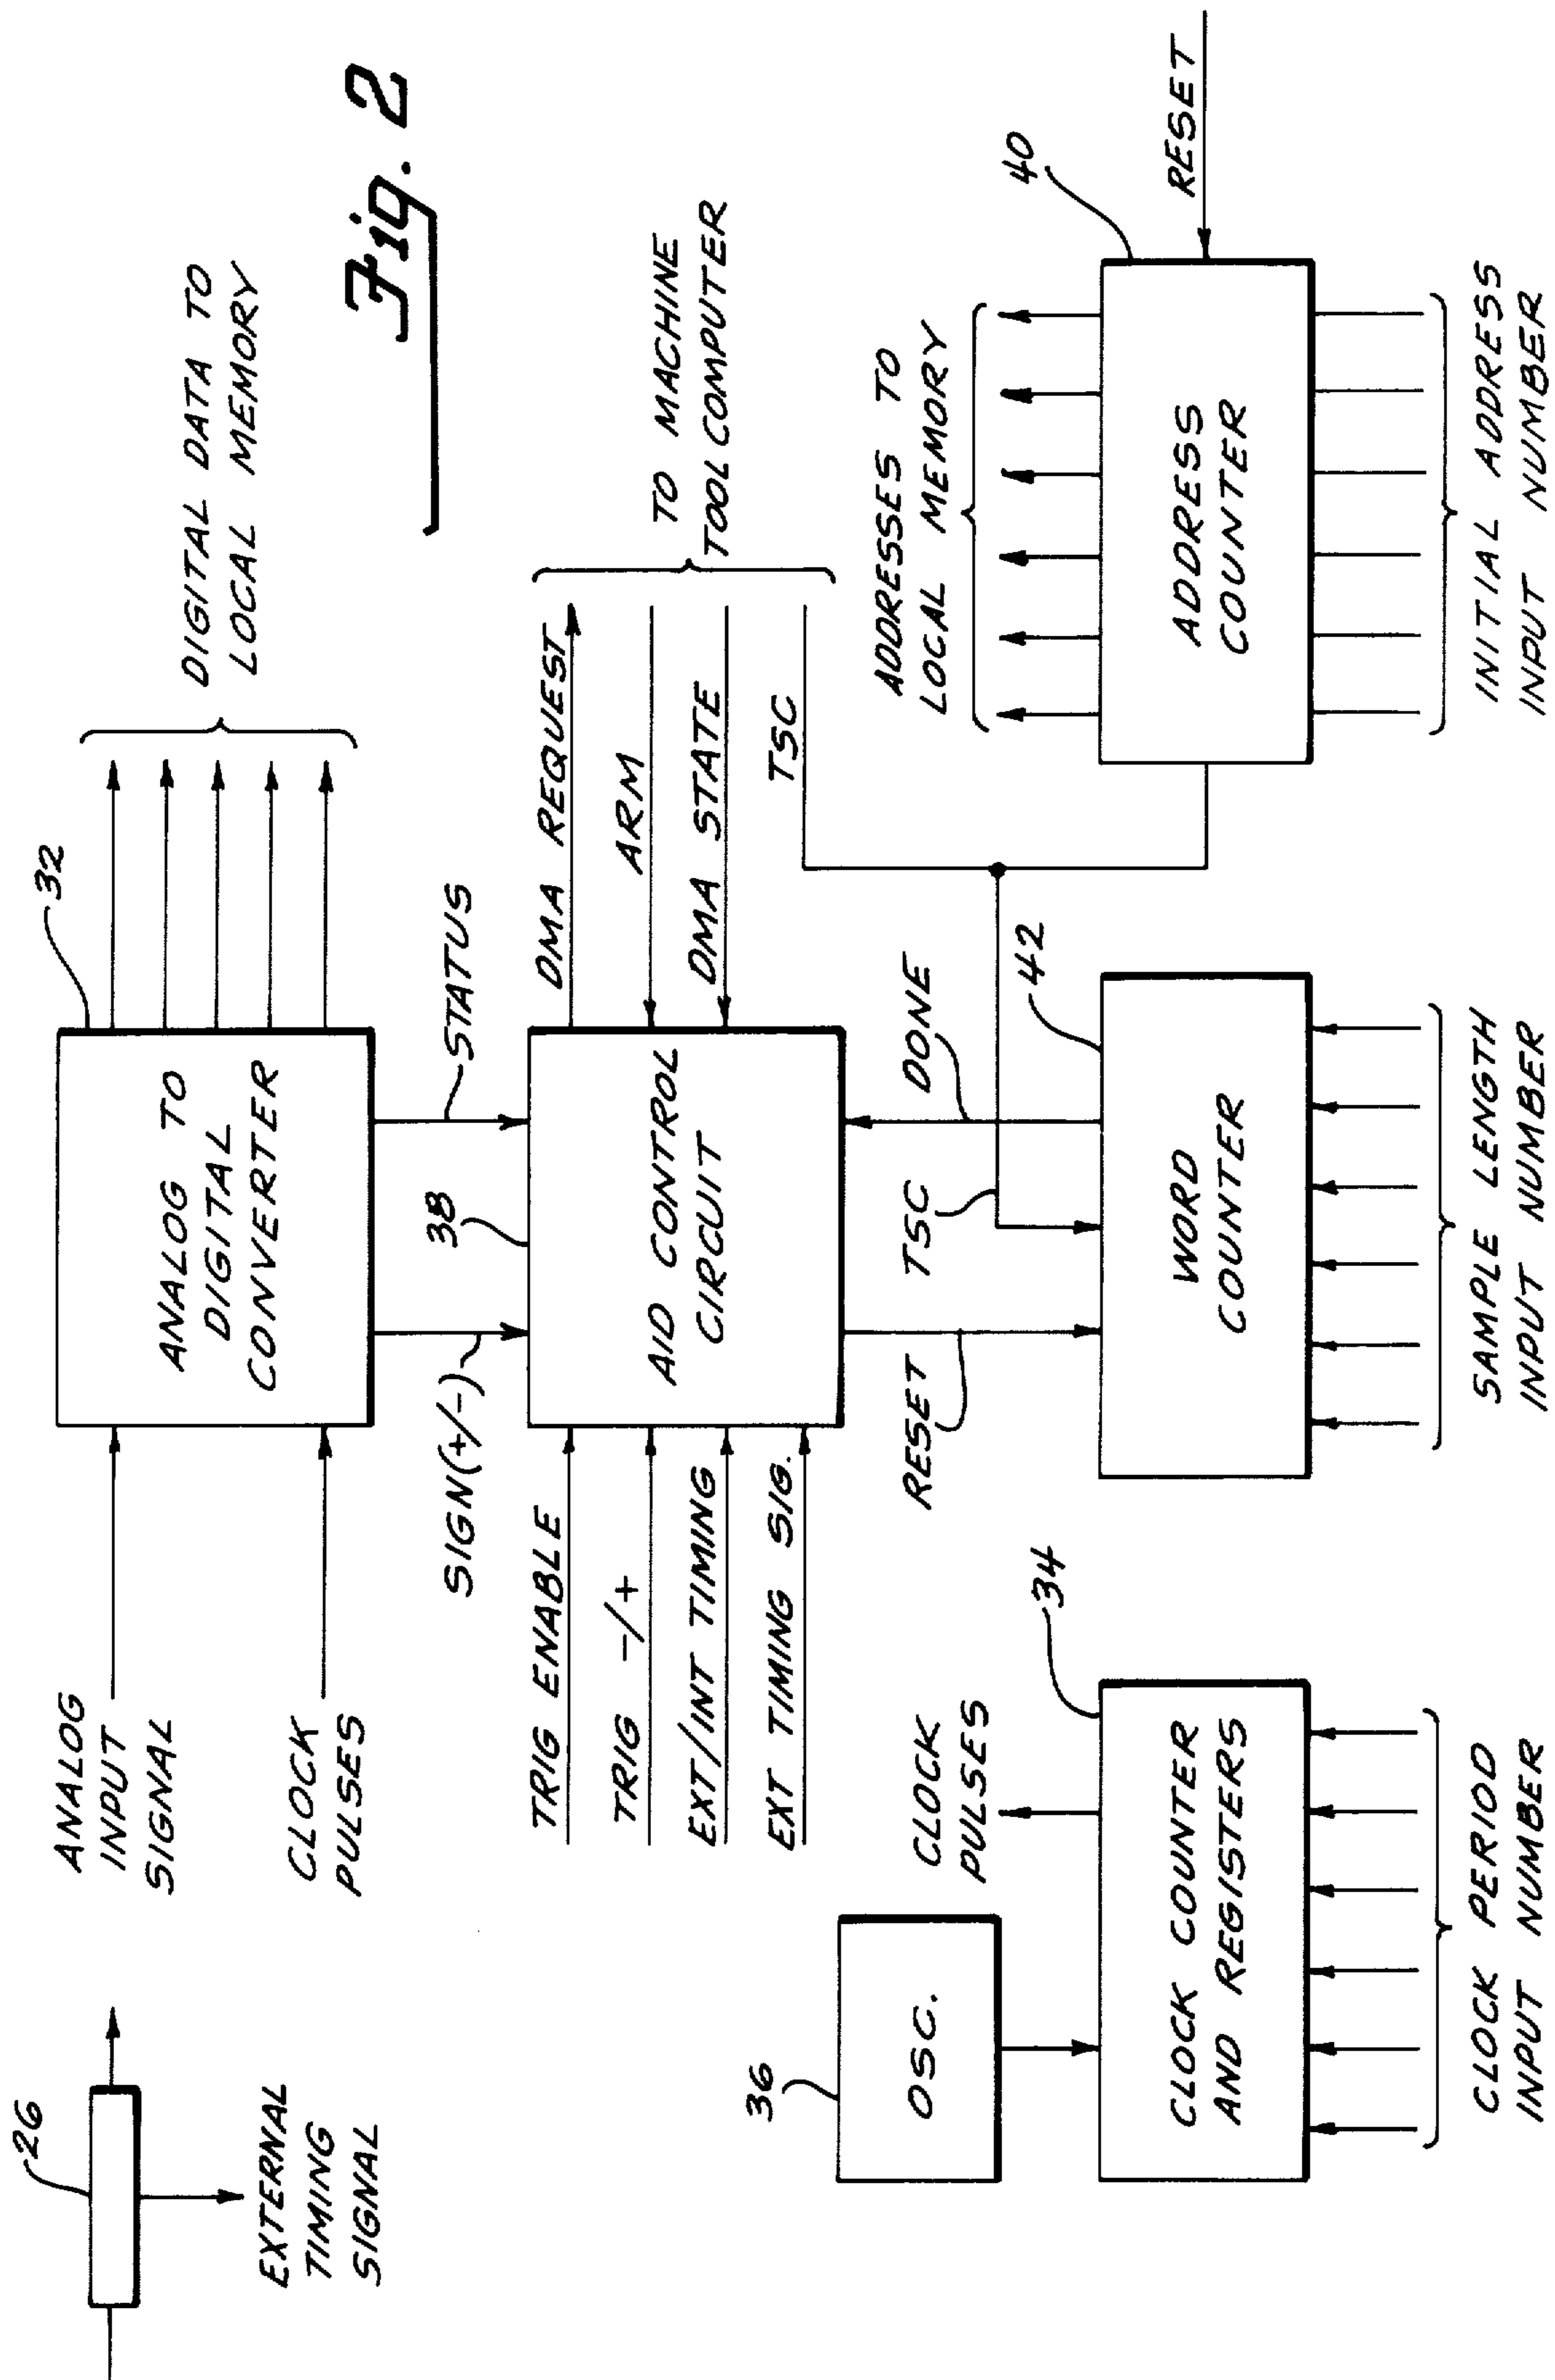 26
EXTERNAL
TIMING
SIGNAL
ANALOG
INPUT
SIGNAL
CLOCK
PULSES
ANALOG TO
DIGITAL
CONVERTER
32
DIGITAL DATA TO
LOCAL MEMORY
Fig. 2
SIGN(+/-)
STATUS
38
TRIG ENABLE
TRIG -/+
EXT/INT TIMING
EXT TIMING SIG.
AID CONTROL
CIRCUIT
DMA REQUEST
ARM
DMA STATE
TSC
TO MACHINE
TOOL COMPUTER
36
OSC.
CLOCK
PULSES
34
CLOCK COUNTER
AND REGISTERS
CLOCK PERIOD
INPUT NUMBER
RESET
TSC
DONE
42
WORD
COUNTER
SAMPLE LENGTH
INPUT NUMBER
ADDRESSES TO
LOCAL MEMORY
40
RESET
ADDRESS
COUNTER
INITIAL ADDRESS
INPUT NUMBER